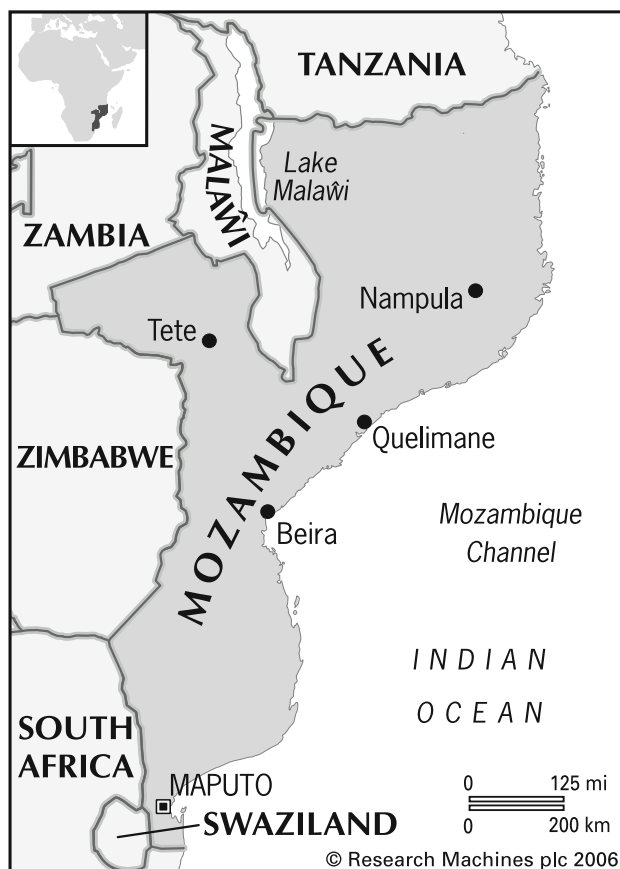 TANZANIA
MALAŴI
Lake
Malaŵi
ZAMBIA
Nampula
Tete
MOZAMBIQUE
Quelimane
ZIMBABWE
Beira
Mozambique
Channel
INDIAN
OCEAN
SOUTH
AFRICA
MAPUTO
0 125 mi
0 200 km
SWAZILAND
© Research Machines plc 2006